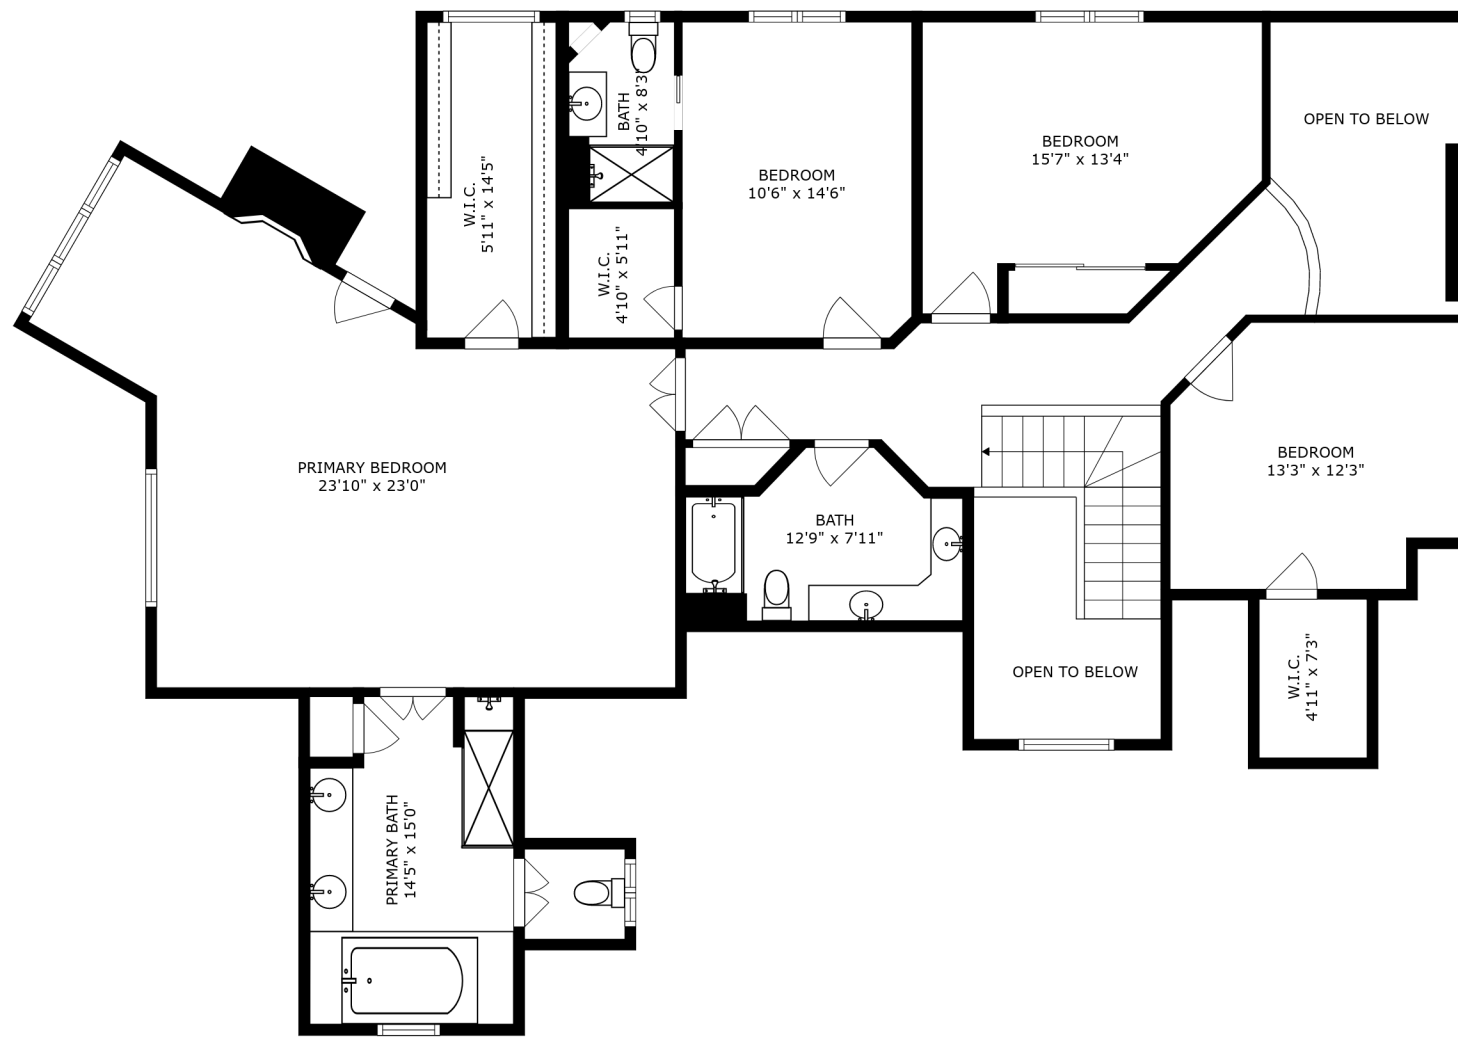 OPEN TO BELOW
BATH
4'10" x 8'3"
BEDROOM
15'7" x 13'4"
W.I.C.
5'11" x 14'5"
BEDROOM
10'6" x 14'6"
W.I.C.
4'10" x 5'11"
PRIMARY BEDROOM
23'10" x 23'0"
BEDROOM
13'3" x 12'3"
BATH
12'9" x 7'11"
OPEN TO BELOW
W.I.C.
4'11" x 7'3"
PRIMARY BATH
14'5" x 15'0"